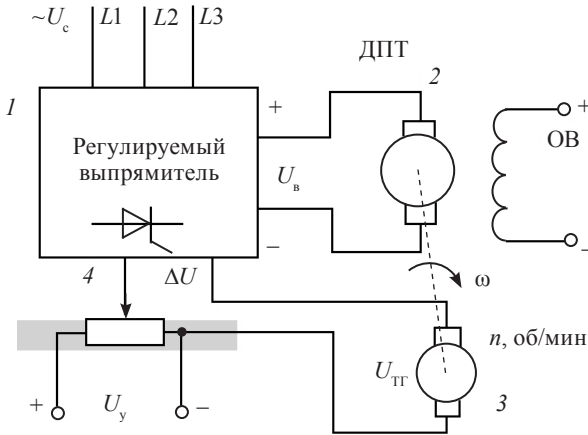 ~Uс L1 L2 L3
ДПТ
1
2
+
+
Регулируемый
выпрямитель
ОВ
Uв
–
–
4
ΔU
ω
n, об/мин
UТГ
+
Uу
–
3